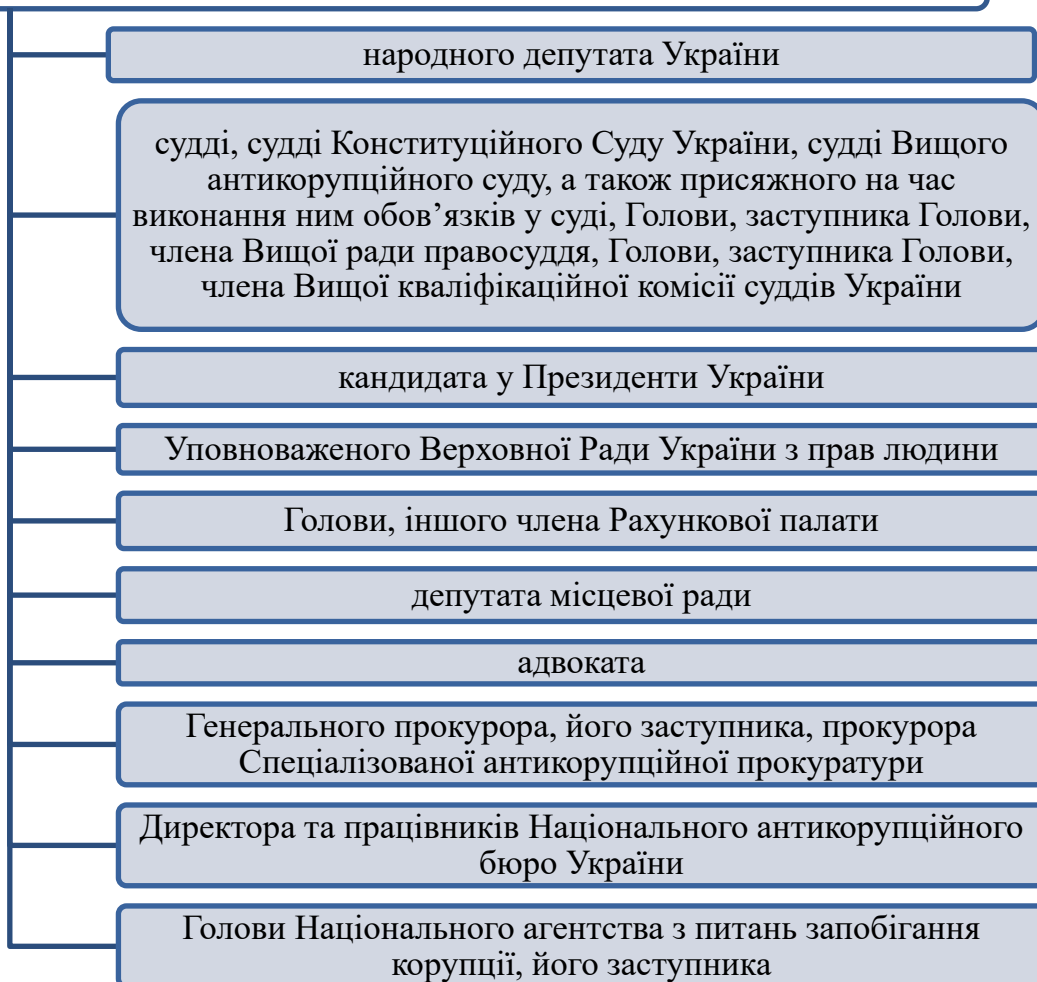 народного депутата України
судді, судді Конституційного Суду України, судді Вищого
антикорупційного суду, а також присяжного на час
виконання ним обов’язків у суді, Голови, заступника Голови,
члена Вищої ради правосуддя, Голови, заступника Голови,
члена Вищої кваліфікаційної комісії суддів України
кандидата у Президенти України
Уповноваженого Верховної Ради України з прав людини
Голови, іншого члена Рахункової палати
депутата місцевої ради
адвоката
Генерального прокурора, його заступника, прокурора
Спеціалізованої антикорупційної прокуратури
Директора та працівників Національного антикорупційного
бюро України
Голови Національного агентства з питань запобігання
корупції, його заступника